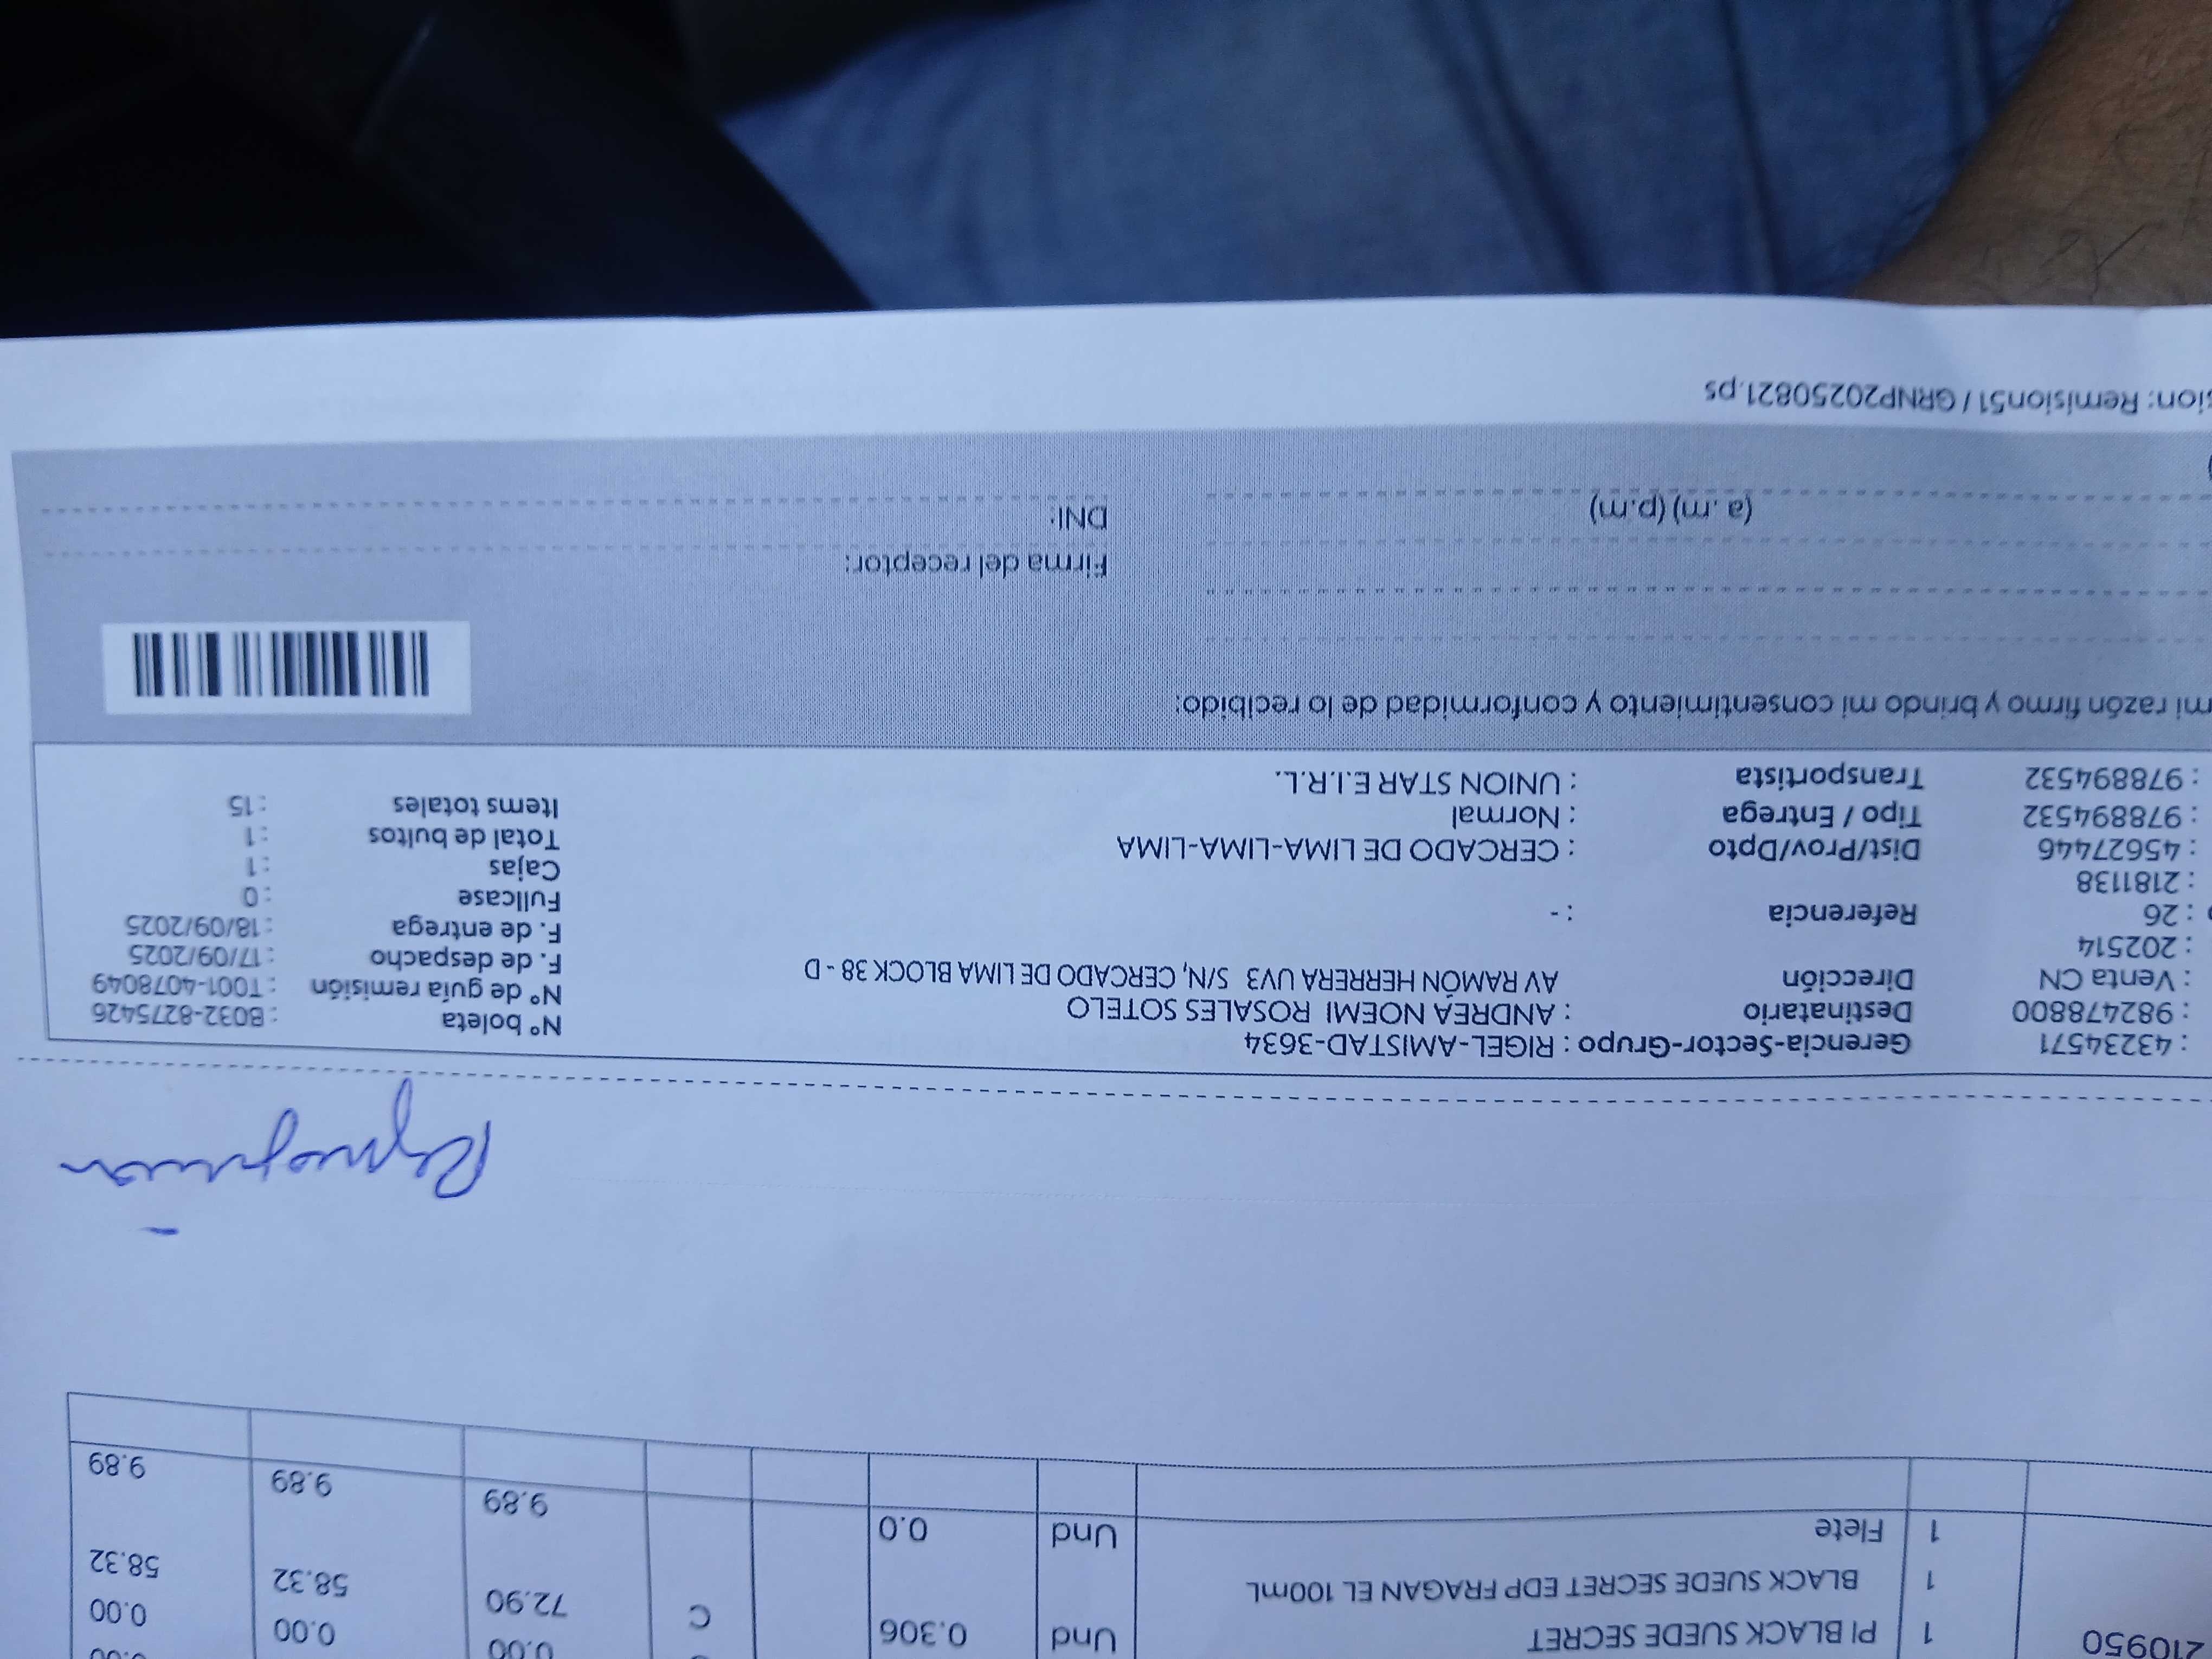 210950 1 PI BLACK SUEDE SECRET Und 0.306 0.00 0.00 0.00
1 BLACK SUEDE SECRET EDP FRAGAN EL 100mL C 72.90 58.32 58.32
1 Flete Und 0.0 9.89 9.89 9.89
: 43234571 Gerencia-Sector-Grupo : RIGEL-AMISTAD-3634 N° boleta : B032-8275426
: 982478800 Destinatario : ANDREA NOEMI ROSALES SOTELO N° de guía remisión : T001-4078049
: Venta CN Dirección AV RAMÓN HERRERA UV3 S/N, CERCADO DE LIMA BLOCK 38 - D F. de despacho : 17/09/2025
: 202514 F. de entrega : 18/09/2025
: 26 Referencia : - Fullcase : 0
: 2181138 Cajas : 1
: 45627446 Dist/Prov/Dpto : CERCADO DE LIMA-LIMA-LIMA Total de bultos : 1
: 978894532 Tipo / Entrega : Normal Items totales : 15
: 978894532 Transportista : UNION STAR E.I.R.L.
mi razón firmo y brindo mi consentimiento y conformidad de lo recibido:
Firma del receptor:
(a.m) (p.m) DNI:
sion: Remision51 / GRNP20250821.ps